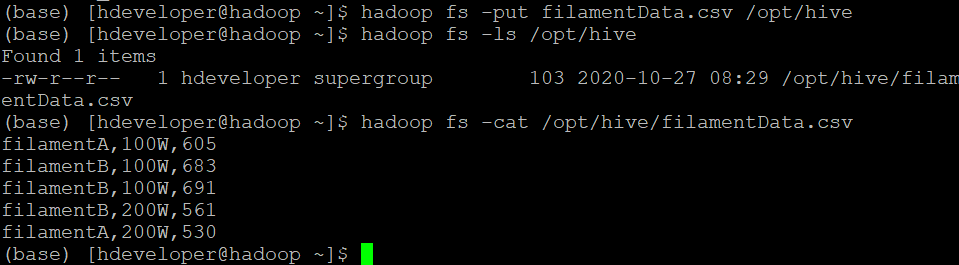 (base) [hdeveloper@hadoop ~]$ hadoop fs -put filamentData.csv /opt/hive
(base) [hdeveloper@hadoop ~]$ hadoop fs -ls /opt/hive
Found 1 items
-rw-r--r--   1 hdeveloper supergroup        103 2020-10-27 08:29 /opt/hive/filam
entData.csv
(base) [hdeveloper@hadoop ~]$ hadoop fs -cat /opt/hive/filamentData.csv
filamentA,100W,605
filamentB,100W,683
filamentB,100W,691
filamentB,200W,561
filamentA,200W,530
(base) [hdeveloper@hadoop ~]$